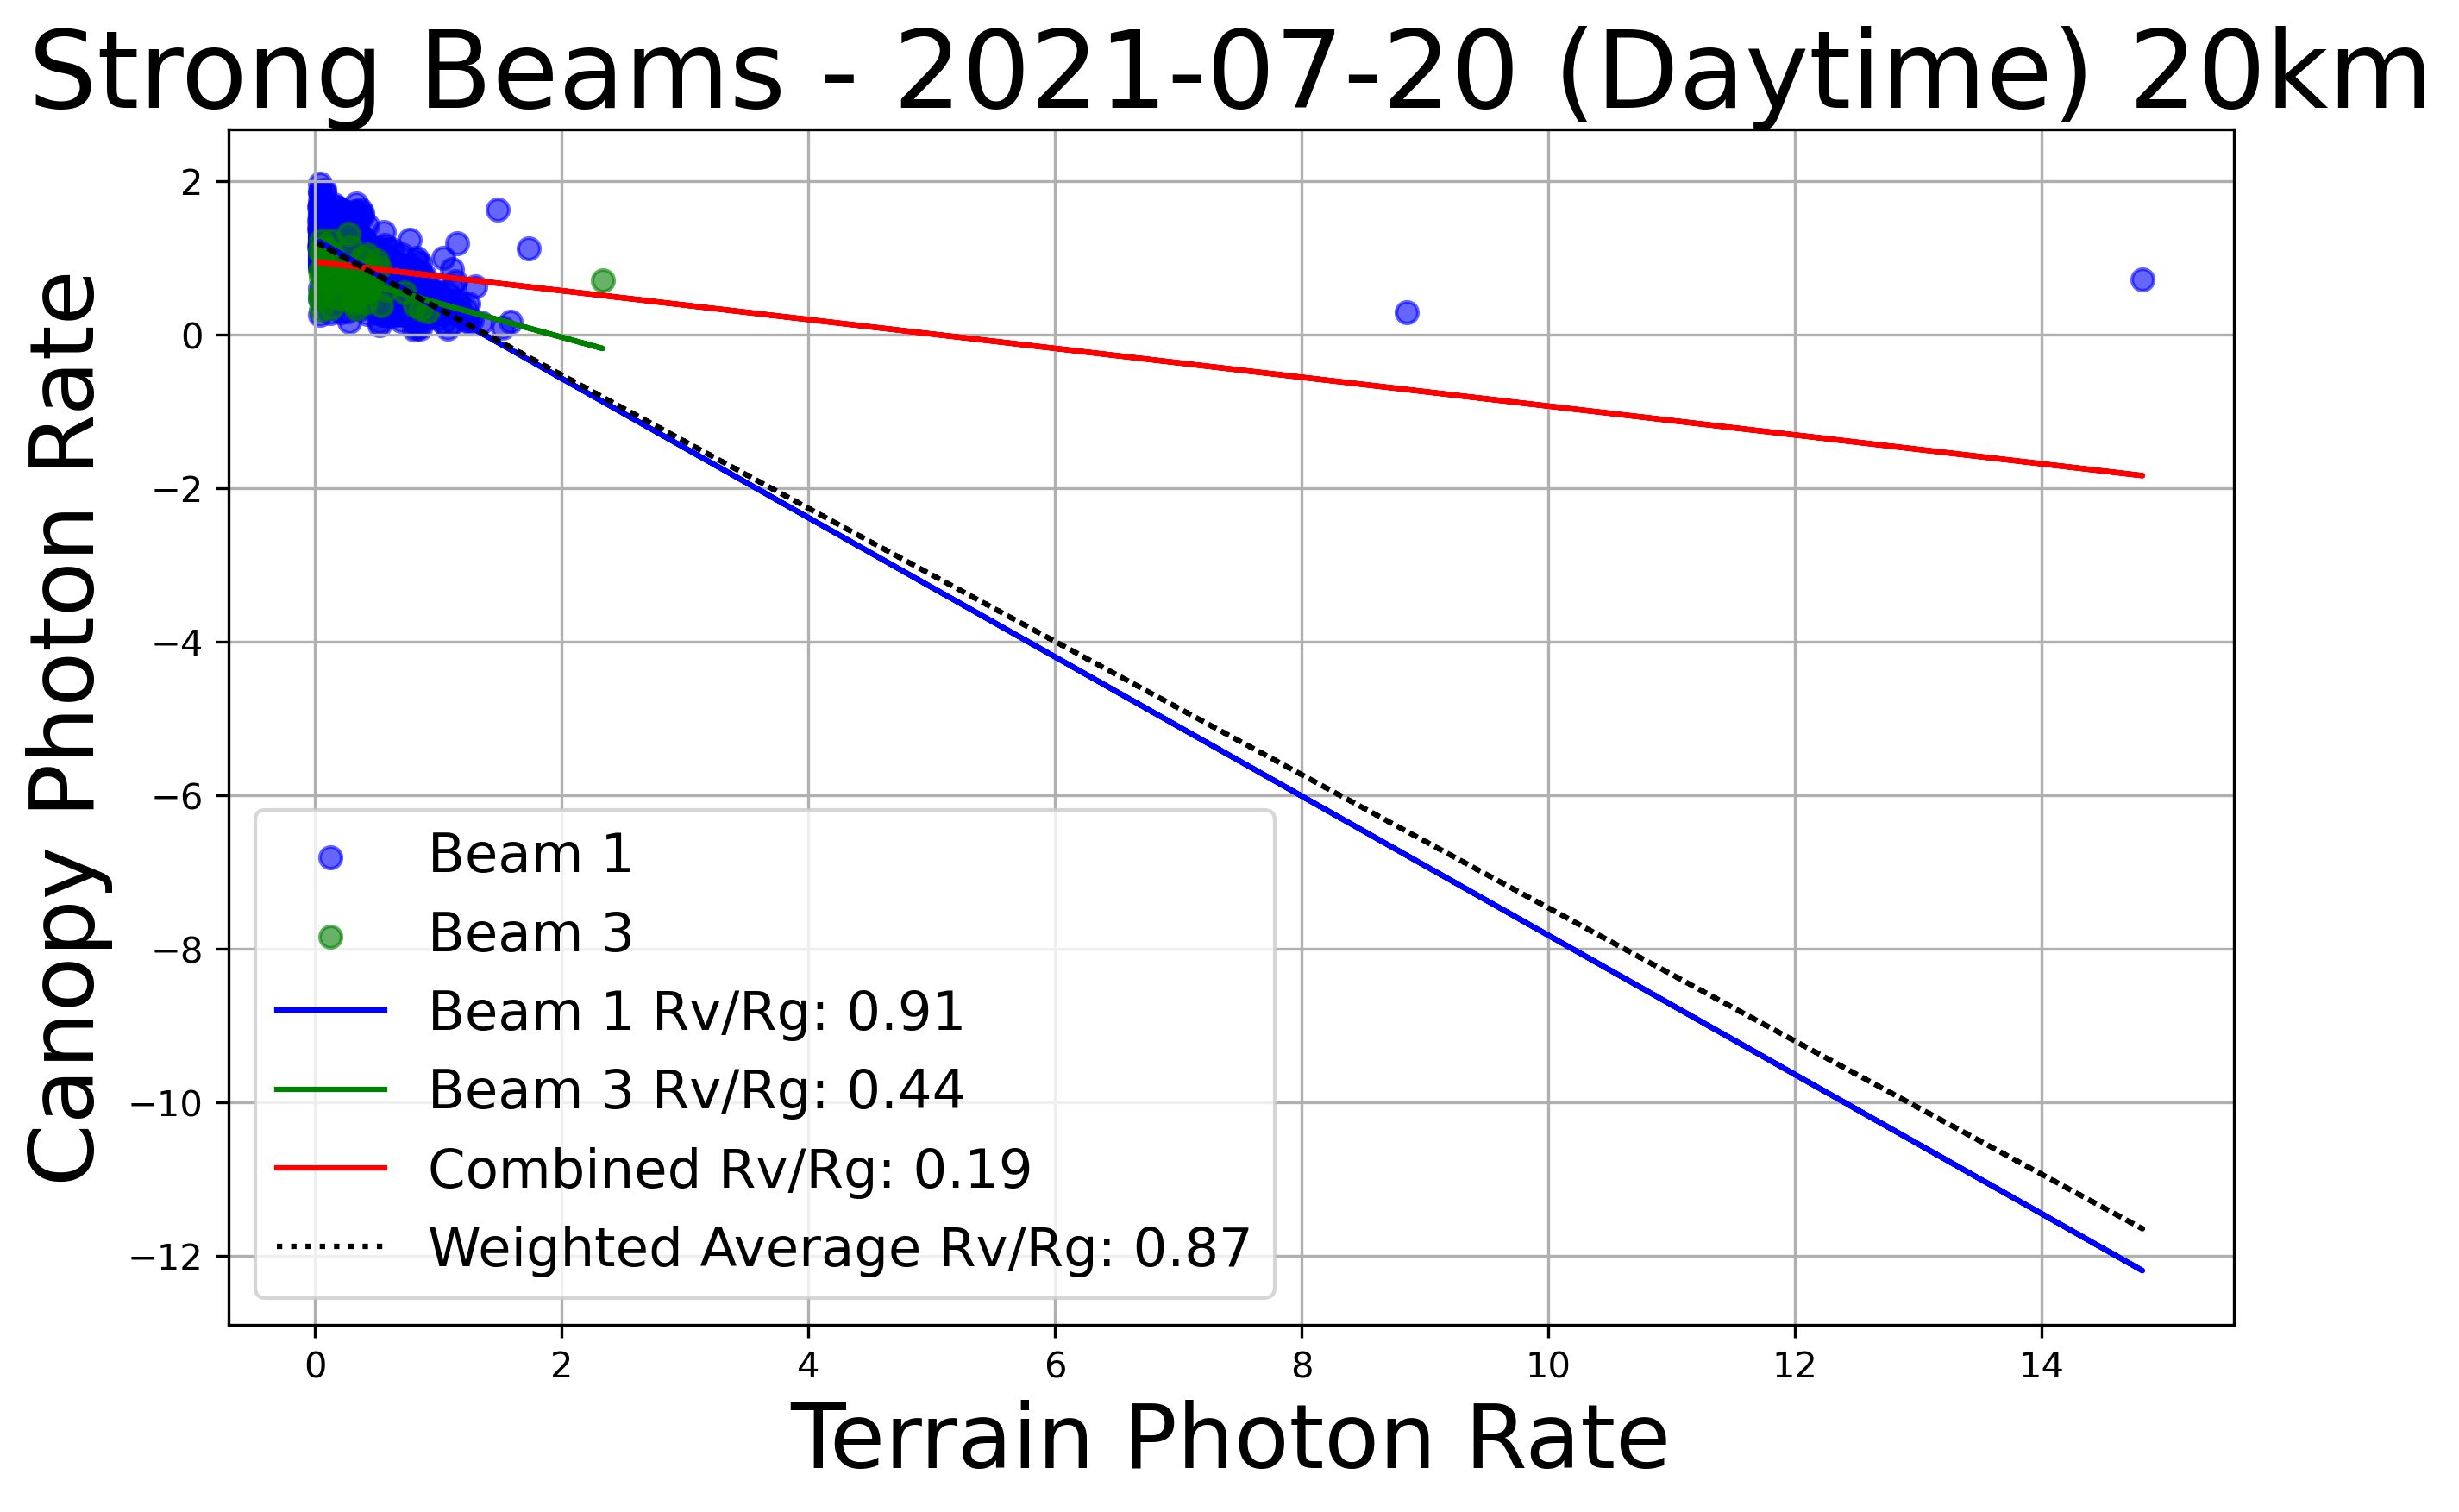 Strong Beams - 2021-07-20 (Daytime) 20km
Canopy Photon Rate
2
0
−2
−4
−6
−8
−10
−12
Beam 1
Beam 3
Beam 1 Rv/Rg: 0.91
Beam 3 Rv/Rg: 0.44
Combined Rv/Rg: 0.19
Weighted Average Rv/Rg: 0.87
0 2 4 6 8 10 12 14
Terrain Photon Rate